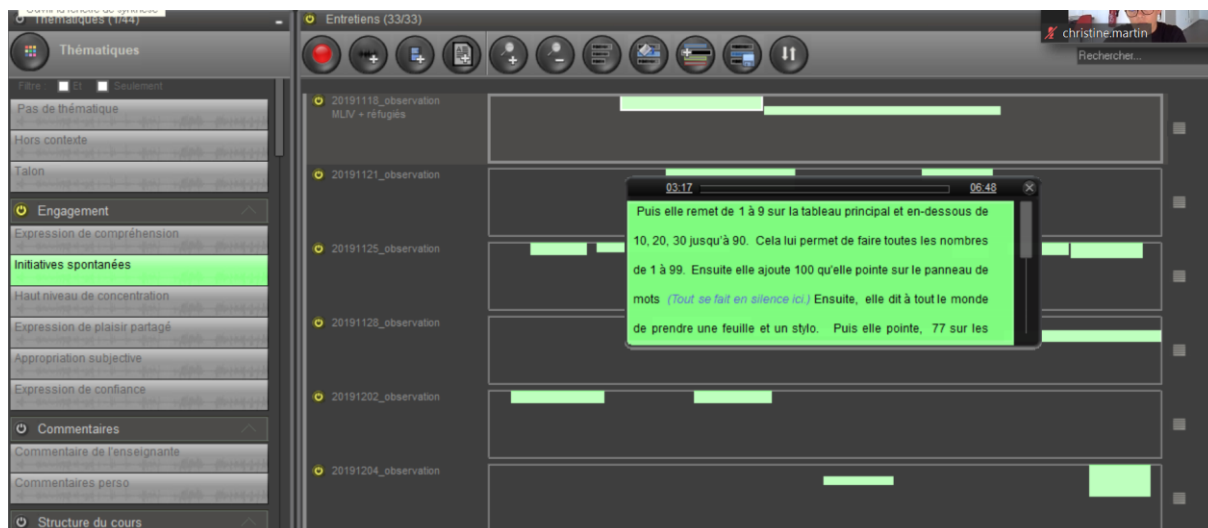 Ouvrir la fenêtre de synthèse
Thématiques (1/44)
Thématiques
Filtre : Et Seulement
Pas de thématique
Hors contexte
Talon
Engagement
Expression de compréhension
Initiatives spontanées
Haut niveau de concentration
Expression de plaisir partagé
Appropriation subjective
Expression de confiance
Commentaires
Commentaire de l'enseignante
Commentaires perso
Structure du cours
Entretiens (33/33)
christine.martin
Rechercher...
20191118_observation
MLIV + réfugiés
20191121_observation
20191125_observation
20191128_observation
20191202_observation
20191204_observation
03:17 06:48
Puis elle remet de 1 à 9 sur la tableau principal et en-dessous de
10, 20, 30 jusqu'à 90. Cela lui permet de faire toutes les nombres
de 1 à 99. Ensuite elle ajoute 100 qu'elle pointe sur le panneau de
mots (Tout se fait en silence ici.) Ensuite, elle dit à tout le monde
de prendre une feuille et un stylo. Puis elle pointe, 77 sur les